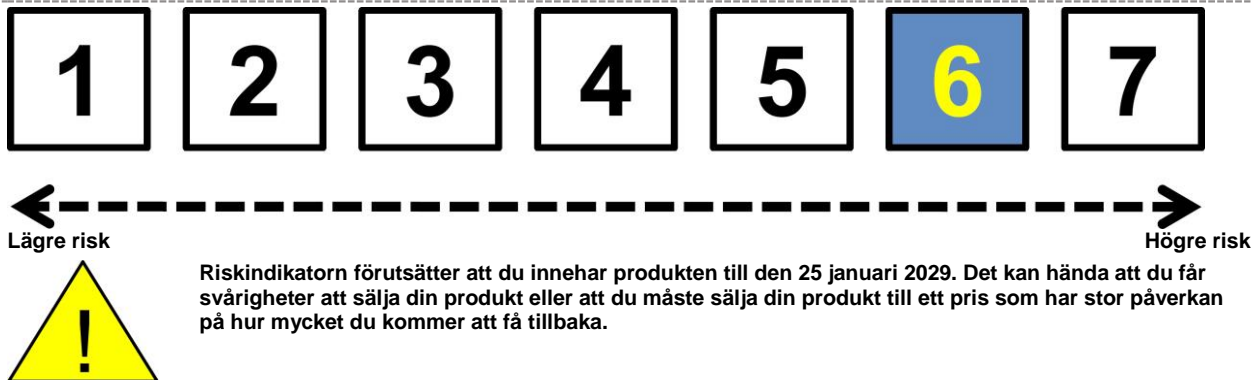 1 2 3 4 5 6 7
Lägre risk Högre risk
Riskindikatorn förutsätter att du innehar produkten till den 25 januari 2029. Det kan hända att du får
svårigheter att sälja din produkt eller att du måste sälja din produkt till ett pris som har stor påverkan
på hur mycket du kommer att få tillbaka.
!